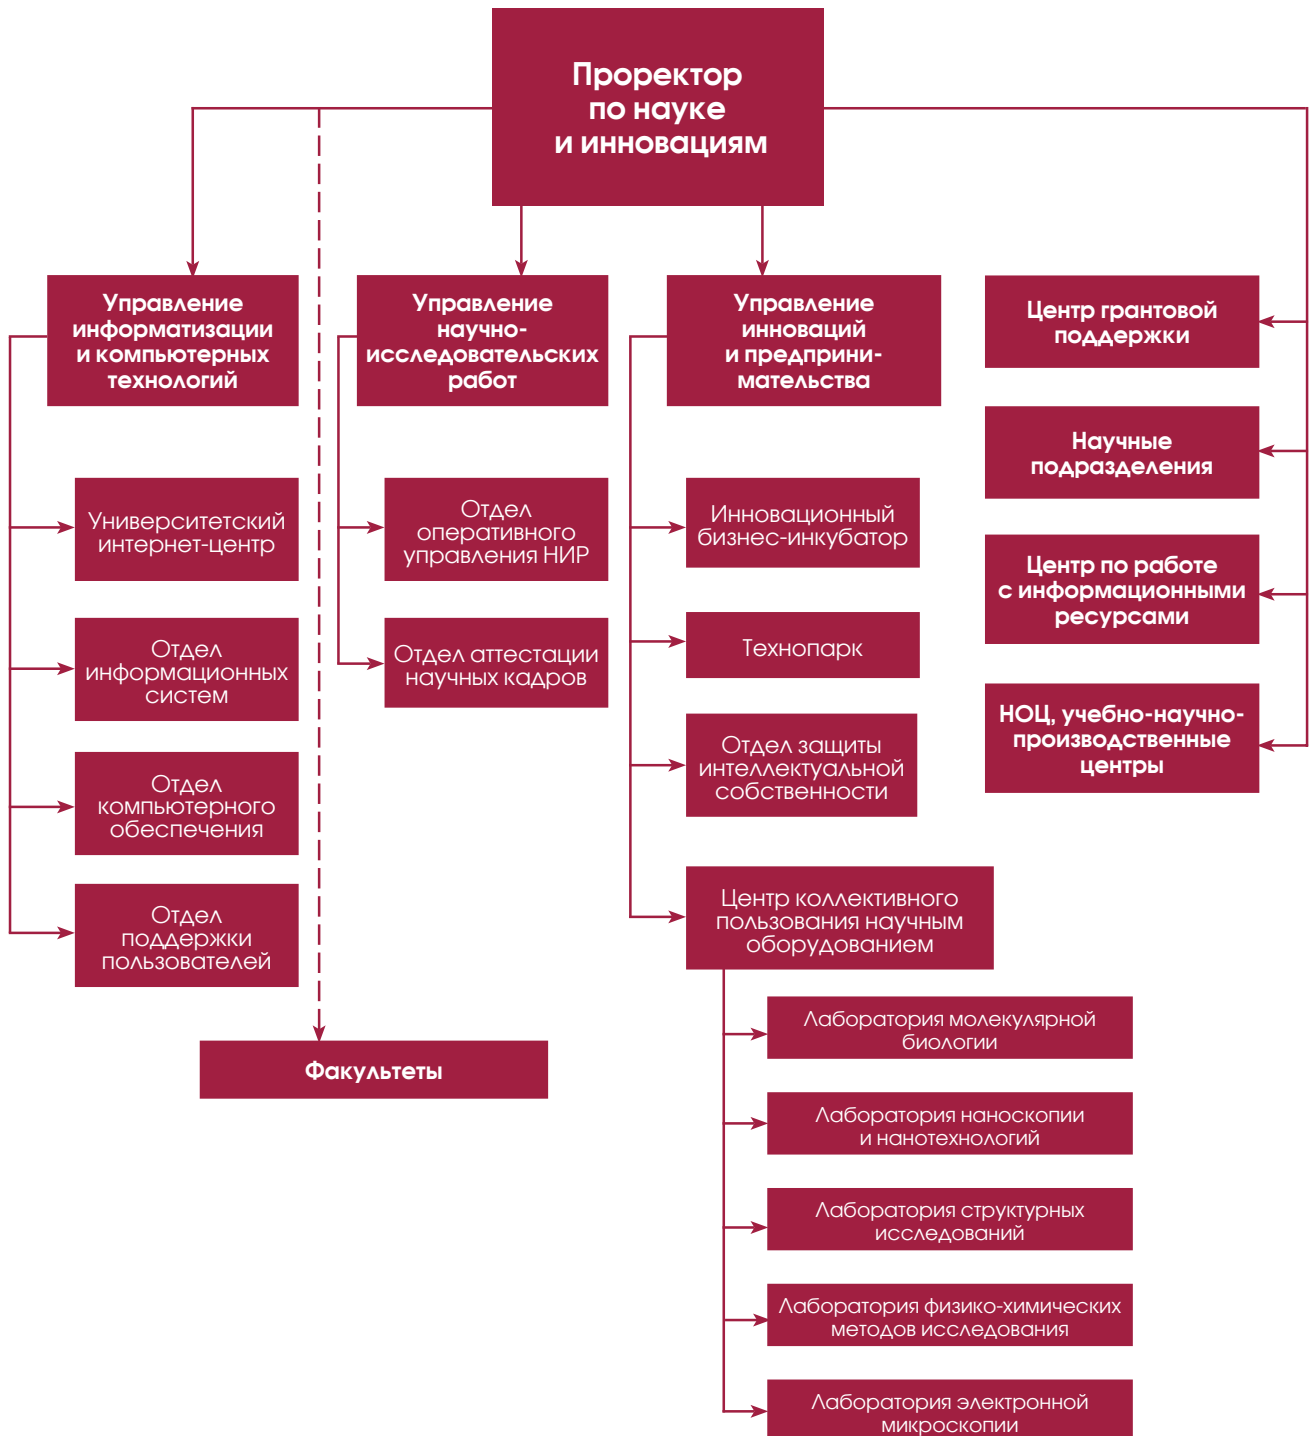 Проректор
по науке
и инновациям
Управление
информатизации
и компьютерных
технологий
Управление
научно-
исследовательских
работ
Управление
инноваций
и предприни-
мательства
Центр грантовой
поддержки
Научные
подразделения
Центр по работе
с информационными
ресурсами
НОЦ, учебно-научно-
производственные
центры
Университетский
интернет-центр
Отдел
информационных
систем
Отдел
компьютерного
обеспечения
Отдел
поддержки
пользователей
Отдел
оперативного
управления НИР
Отдел аттестации
научных кадров
Инновационный
бизнес-инкубатор
Технопарк
Отдел защиты
интеллектуальной
собственности
Центр коллективного
пользования научным
оборудованием
Лаборатория молекулярной
биологии
Лаборатория наноскопии
и нанотехнологий
Лаборатория структурных
исследований
Лаборатория физико-химических
методов исследования
Лаборатория электронной
микроскопии
Факультеты